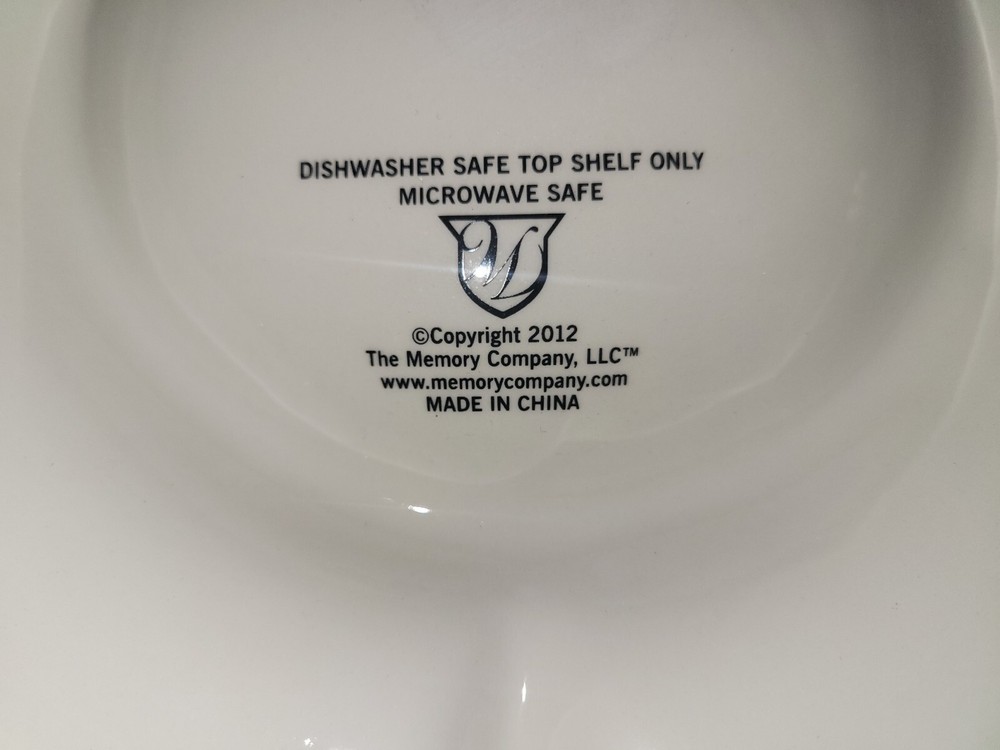 DISHWASHER SAFE TOP SHELF ONLY
MICROWAVE SAFE
©Copyright 2012
The Memory Company, LLC™
www.memorycompany.com
MADE IN CHINA